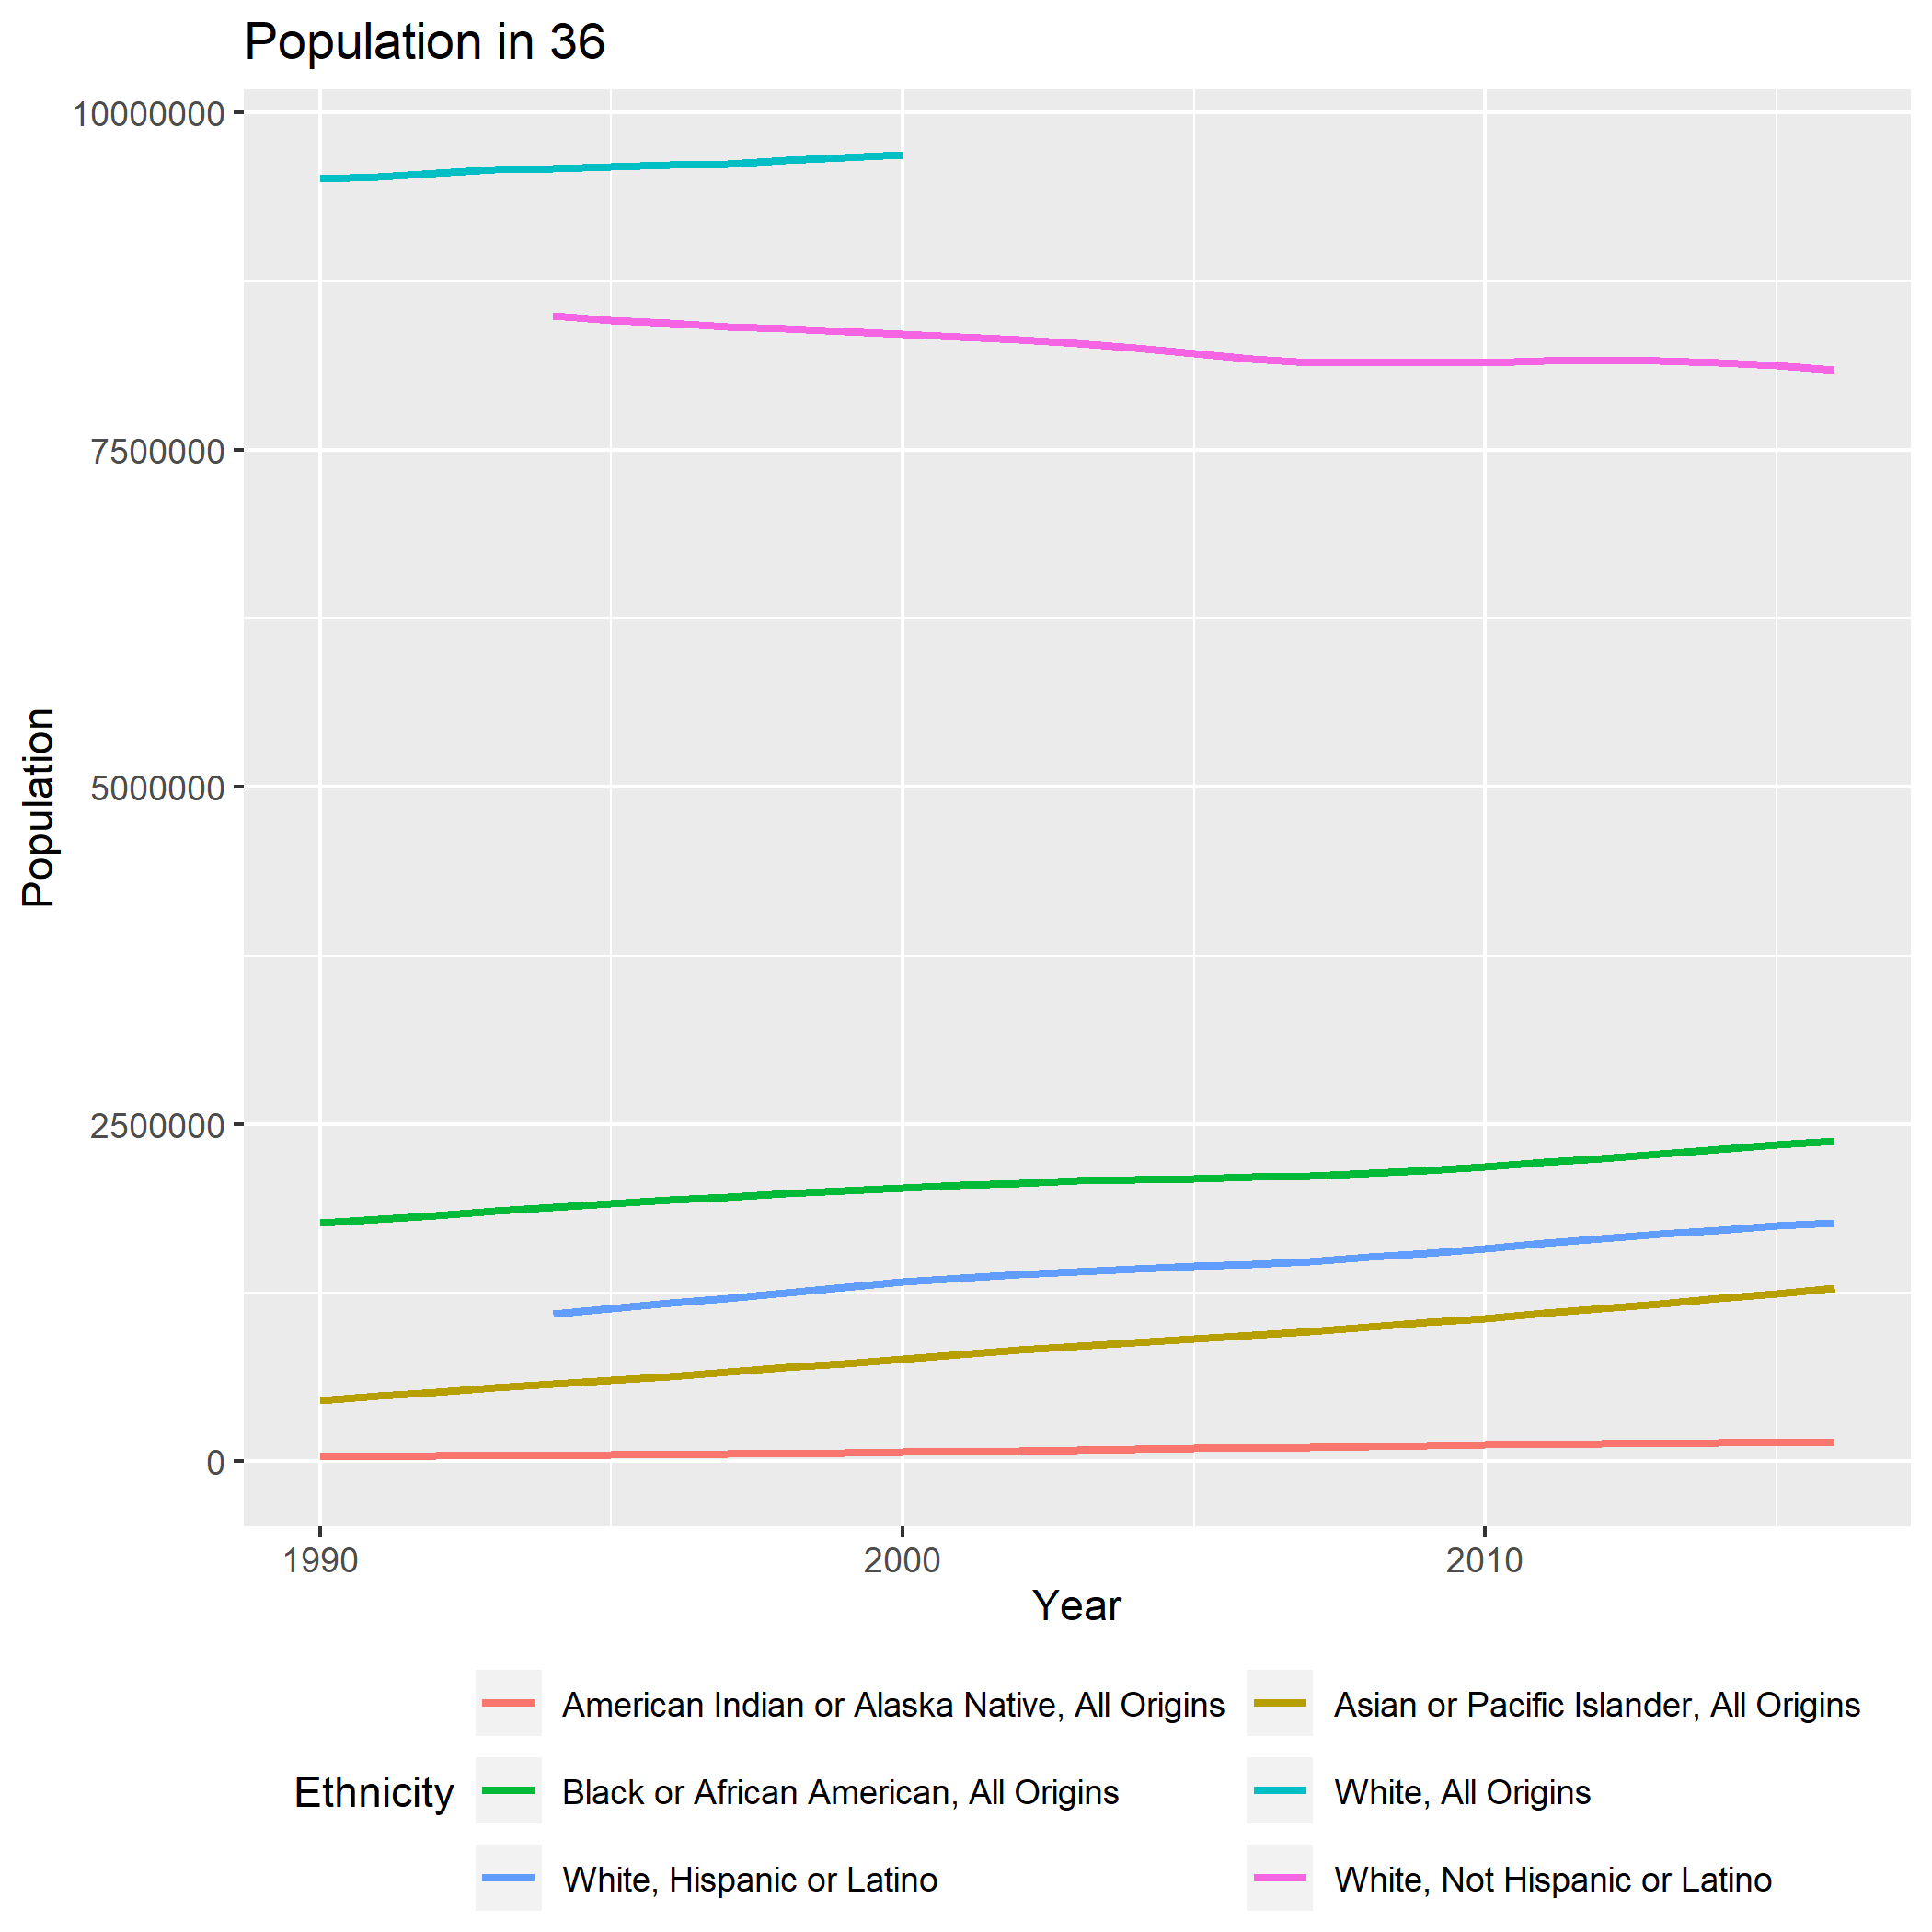 Population in 36
10000000
7500000
5000000
2500000
0
Population
1990 2000 2010
Year
Ethnicity
American Indian or Alaska Native, All Origins
Asian or Pacific Islander, All Origins
Black or African American, All Origins
White, All Origins
White, Hispanic or Latino
White, Not Hispanic or Latino